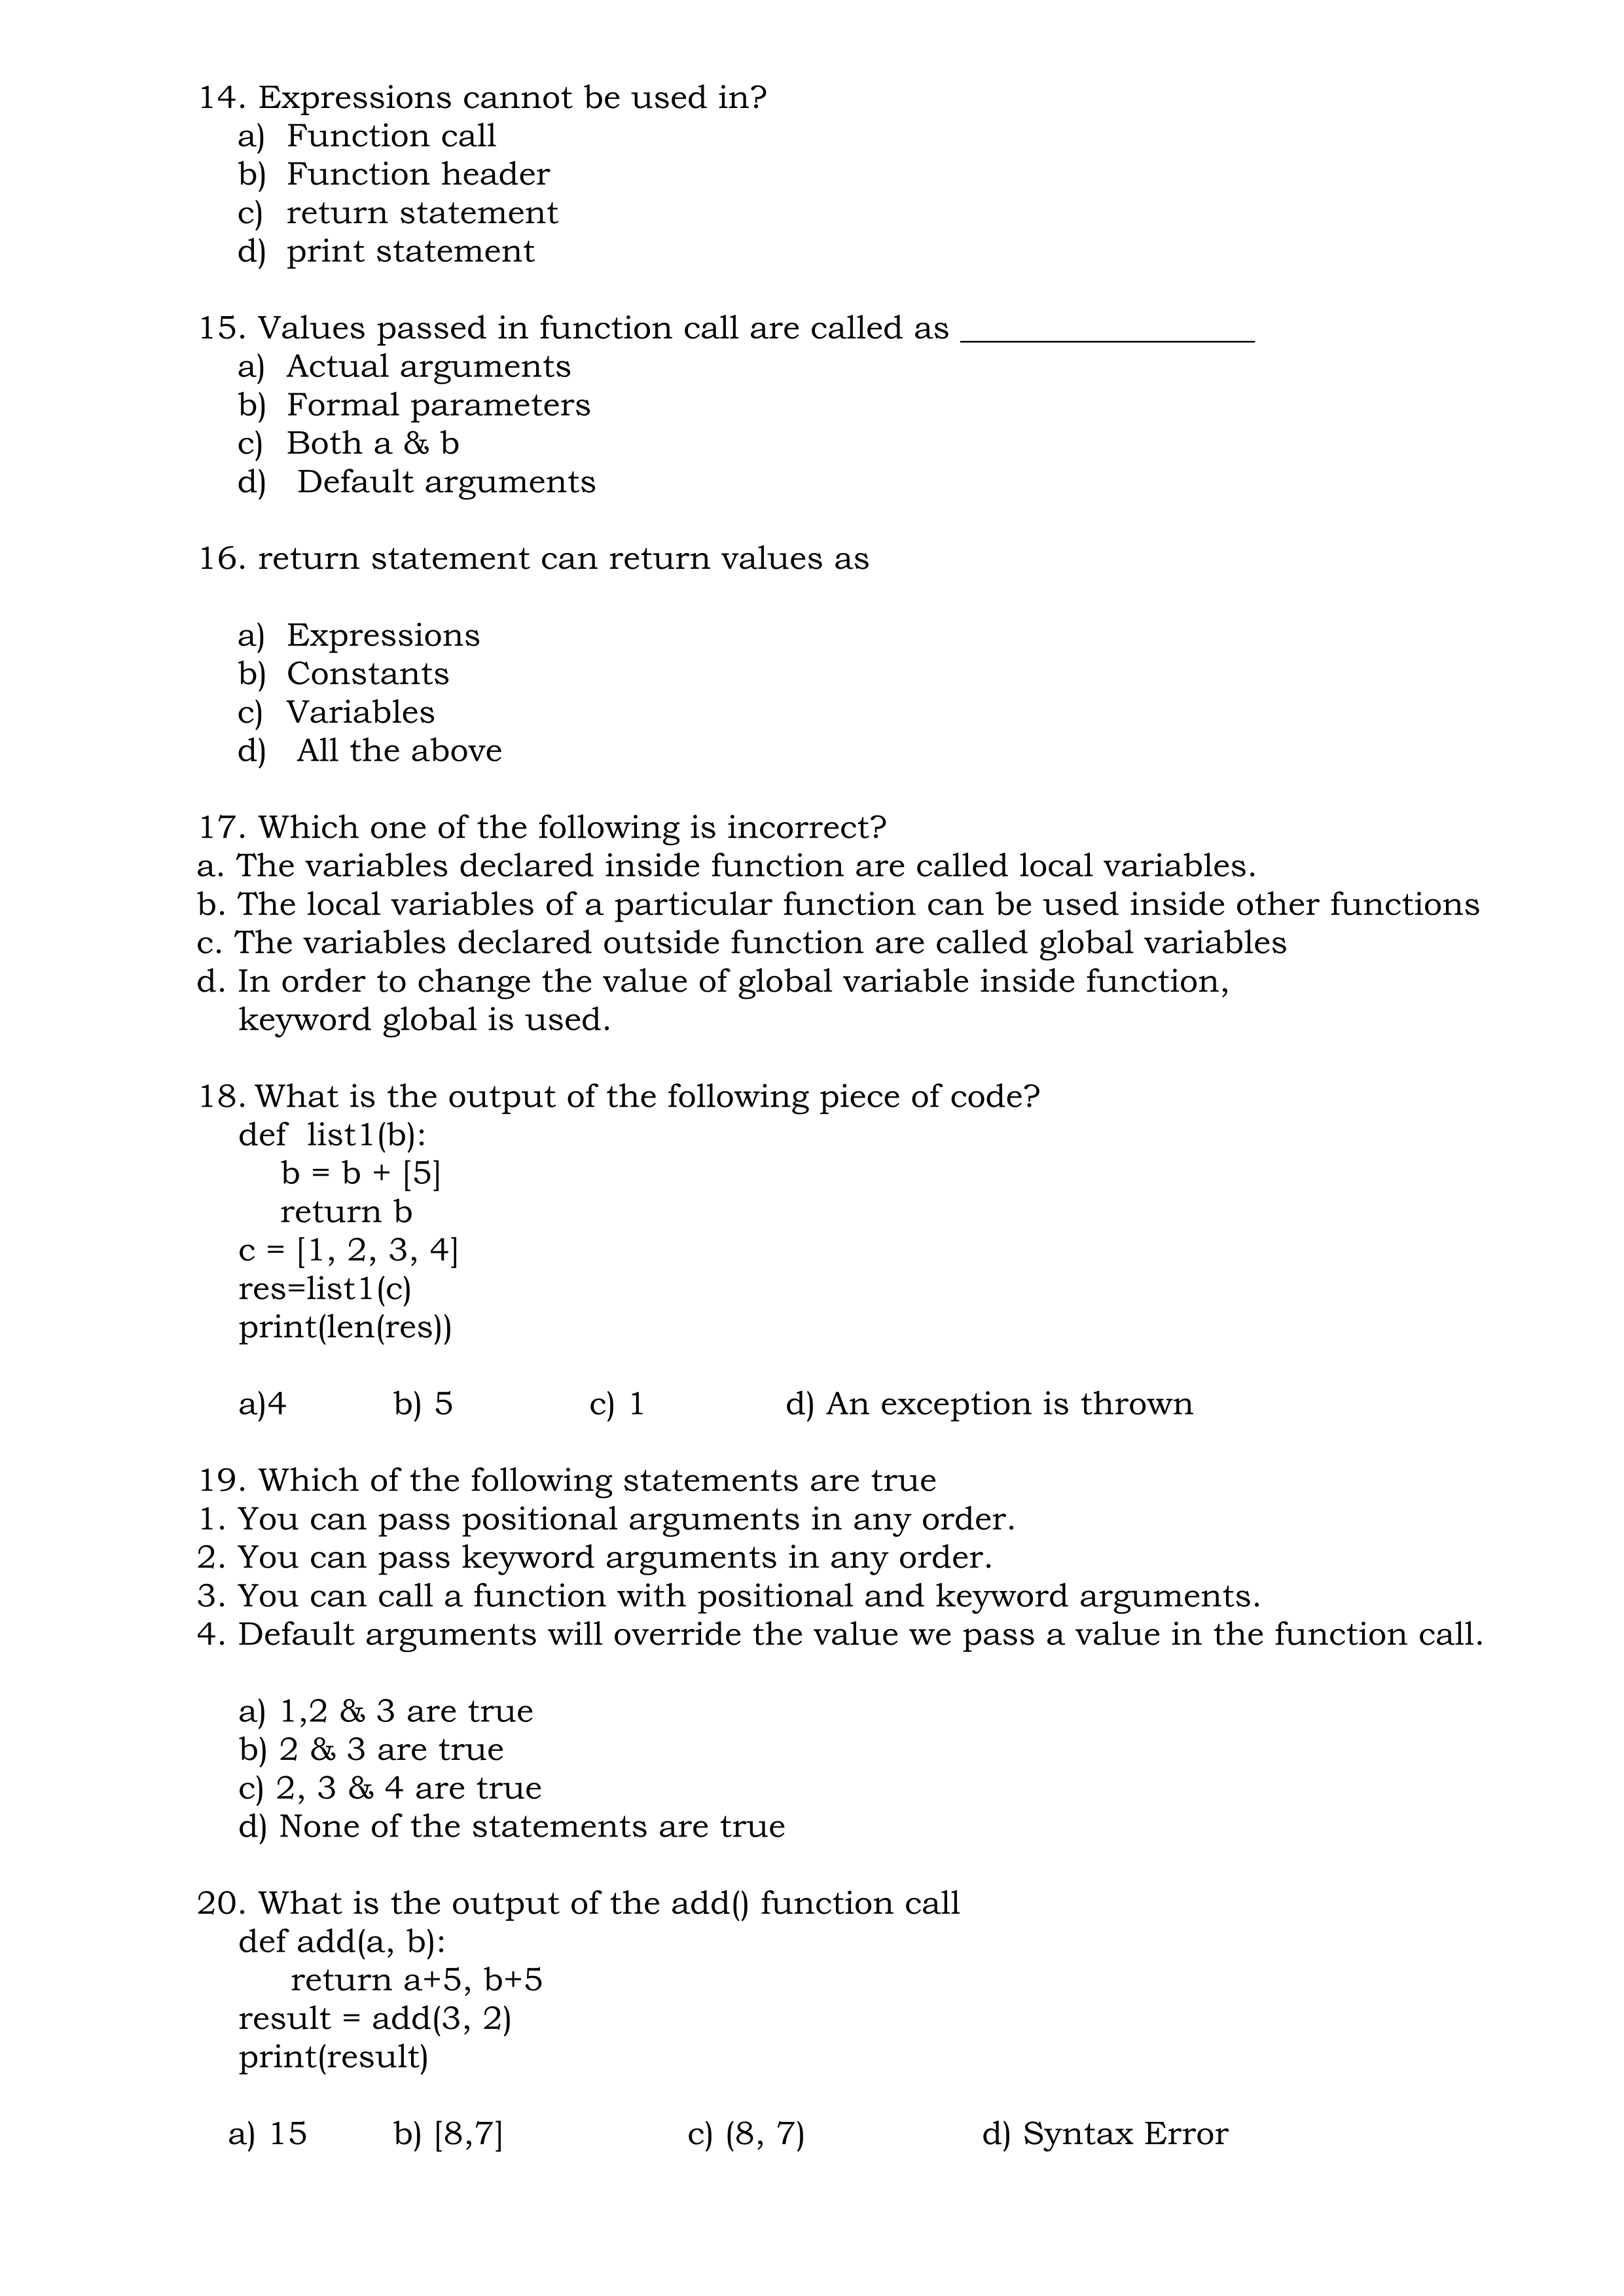 14. Expressions cannot be used in?
a) Function call
b) Function header
c) return statement
d) print statement
15. Values passed in function call are called as __________________
a) Actual arguments
b) Formal parameters
c) Both a & b
d) Default arguments
16. return statement can return values as
a) Expressions
b) Constants
c) Variables
d) All the above
17. Which one of the following is incorrect?
a. The variables declared inside function are called local variables.
b. The local variables of a particular function can be used inside other functions
c. The variables declared outside function are called global variables
d. In order to change the value of global variable inside function,
keyword global is used.
18. What is the output of the following piece of code?
def list1(b):
b = b + [5]
return b
c = [1, 2, 3, 4]
res=list1(c)
print(len(res))
a)4 b) 5 c) 1 d) An exception is thrown
19. Which of the following statements are true
1. You can pass positional arguments in any order.
2. You can pass keyword arguments in any order.
3. You can call a function with positional and keyword arguments.
4. Default arguments will override the value we pass a value in the function call.
a) 1,2 & 3 are true
b) 2 & 3 are true
c) 2, 3 & 4 are true
d) None of the statements are true
20. What is the output of the add() function call
def add(a, b):
return a+5, b+5
result = add(3, 2)
print(result)
a) 15 b) [8,7] c) (8, 7) d) Syntax Error